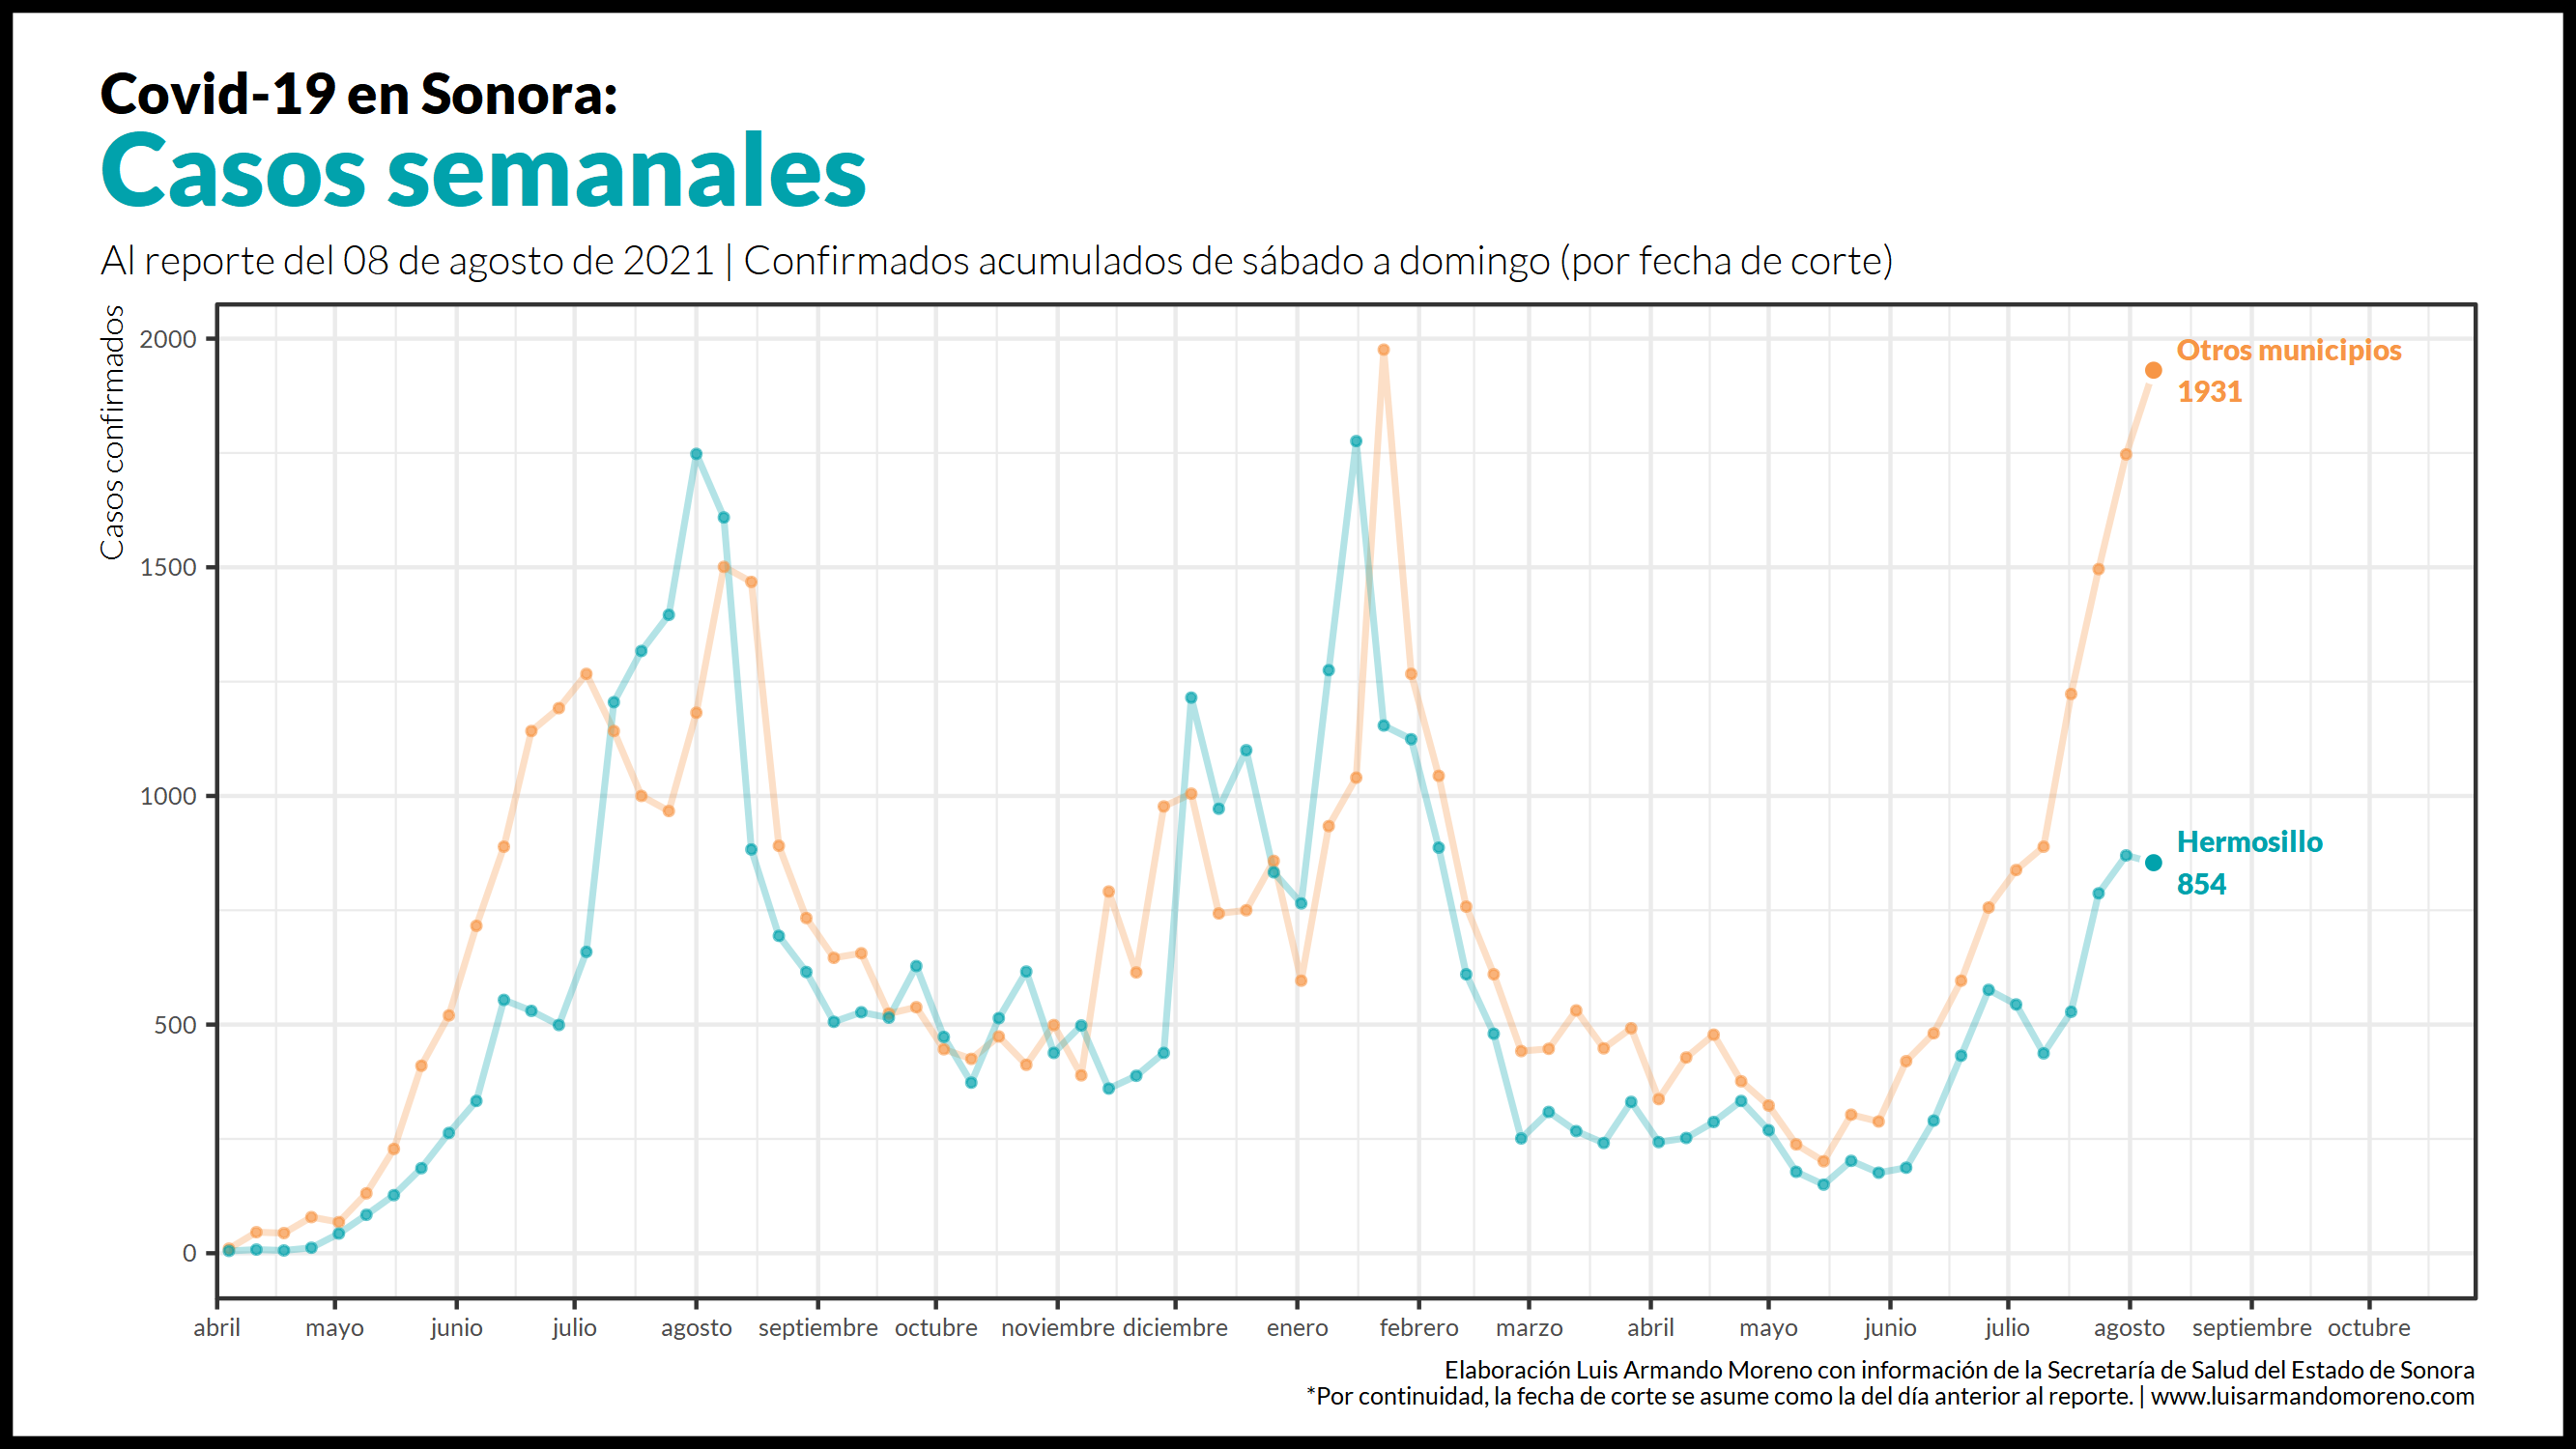 Covid-19 en Sonora:
Casos semanales
Al reporte del 08 de agosto de 2021 | Confirmados acumulados de sábado a domingo (por fecha de corte)
Casos confirmados
2000
1500
1000
500
0
Otros municipios
1931
Hermosillo
854
abril mayo junio julio agosto septiembre octubre noviembre diciembre enero febrero marzo abril mayo junio julio agosto septiembre octubre
Elaboración Luis Armando Moreno con información de la Secretaría de Salud del Estado de Sonora
*Por continuidad, la fecha de corte se asume como la del día anterior al reporte. | www.luisarmandomoreno.com